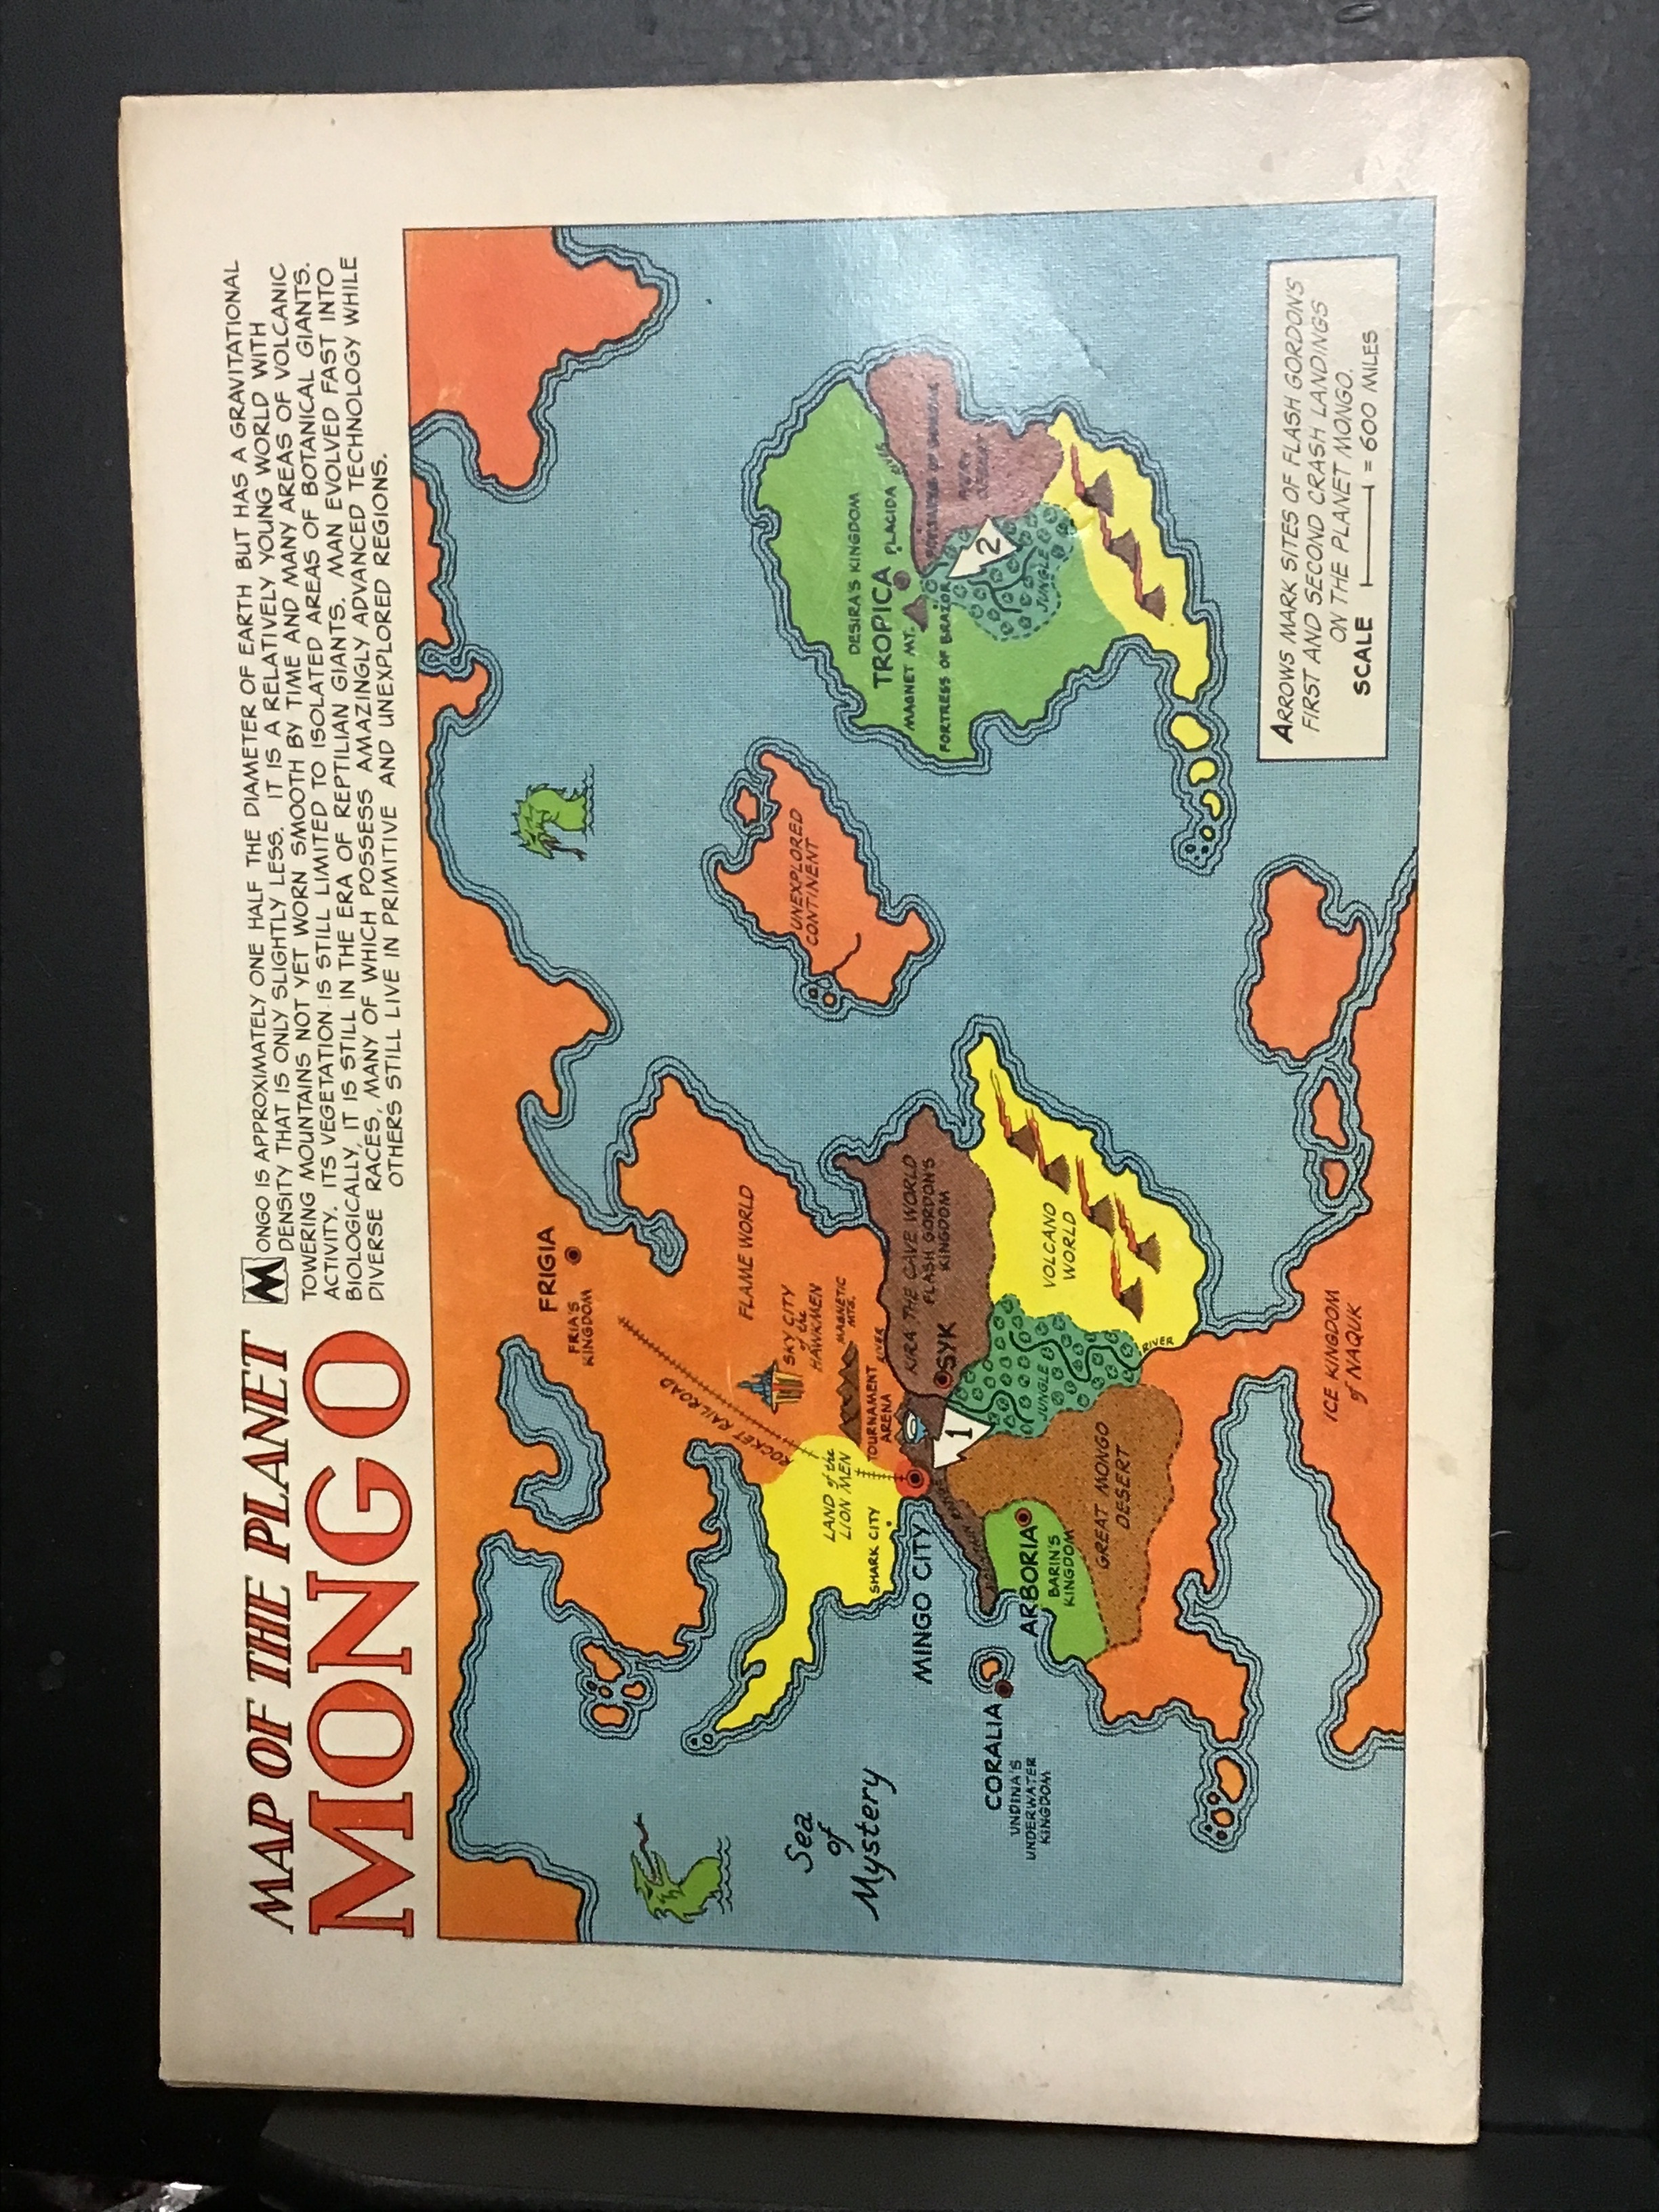 MAP OF THE PLANET
MONGO
MONGO IS APPROXIMATELY ONE HALF THE DIAMETER OF EARTH BUT HAS A GRAVITATIONAL
DENSITY THAT IS ONLY SLIGHTLY LESS. IT IS A RELATIVELY YOUNG WORLD WITH
TOWERING MOUNTAINS NOT YET WORN SMOOTH BY TIME AND MANY AREAS OF VOLCANIC
ACTIVITY. ITS VEGETATION IS STILL LIMITED TO ISOLATED AREAS OF BOTANICAL GIANTS.
BIOLOGICALLY, IT IS STILL IN THE ERA OF REPTILIAN GIANTS. MAN EVOLVED FAST INTO
DIVERSE RACES, MANY OF WHICH POSSESS AMAZINGLY ADVANCED TECHNOLOGY WHILE
OTHERS STILL LIVE IN PRIMITIVE AND UNEXPLORED REGIONS.
FRIGIA
FRIA'S
KINGDOM
ROCKET RAILROAD
FLAME WORLD
SKY CITY
of the
HAWKMEN
MAGNETIC
MTS.
LAND of the
LION MEN
SHARK CITY
TOURNAMENT
ARENA
RIVER
Sea
of
Mystery
MINGO CITY
KIRA THE CAVE WORLD
FLASH GORDON'S
KINGDOM
SYK
1
JUNGLE
VOLCANO
WORLD
RIVER
CORALIA
UNDINA'S
UNDERWATER
KINGDOM
ARBORIA
BARIN'S
KINGDOM
GREAT MONGO
DESERT
ICE KINGDOM
of NAQUK
UNEXPLORED
CONTINENT
DESIRA'S KINGDOM
TROPICA
PLACIDA
MAGNET MT.
FORTRESS OF BRAZOR
FIERY
DESERT
2
JUNGLE
ARROWS MARK SITES OF FLASH GORDON'S
FIRST AND SECOND CRASH LANDINGS
ON THE PLANET MONGO.
SCALE = 600 MILES